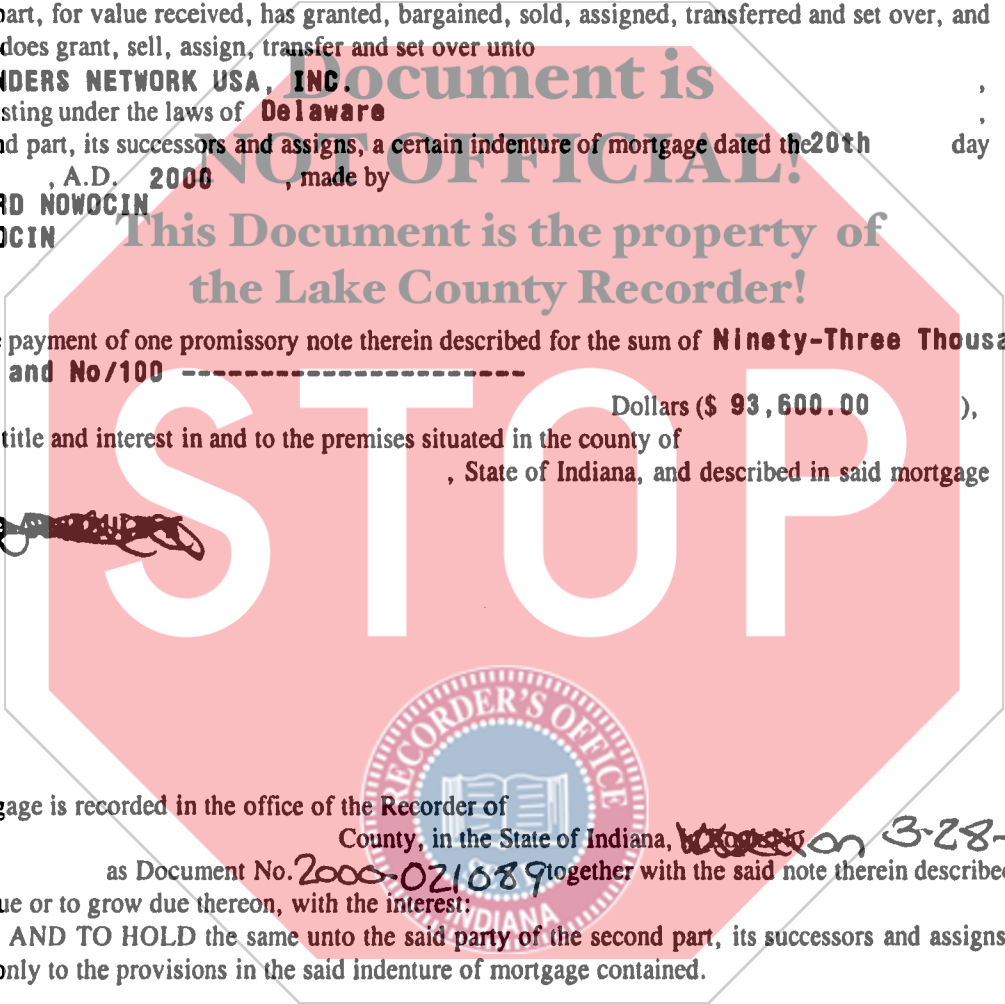 part, for value received, has granted, bargained, sold, assigned, transferred and set over, and
does grant, sell, assign, transfer and set over unto
NDERS NETWORK USA, INC. ,
sting under the laws of Delaware ,
nd part, its successors and assigns, a certain indenture of mortgage dated the 20th day
, A.D. 2000 , made by
RD NOWOCIN
OCIN
Document is
NOT OFFICIAL!
This Document is the property of
the Lake County Recorder!
payment of one promissory note therein described for the sum of Ninety-Three Thousa
and No/100 -----------------------
Dollars ($ 93,600.00 ),
title and interest in and to the premises situated in the county of
, State of Indiana, and described in said mortgage
STOP
RECORDER'S OFFICE
INDIANA
gage is recorded in the office of the Recorder of
County, in the State of Indiana, on 3-28-
as Document No. 2000-021689 together with the said note therein describe
ue or to grow due thereon, with the interest:
AND TO HOLD the same unto the said party of the second part, its successors and assigns
only to the provisions in the said indenture of mortgage contained.